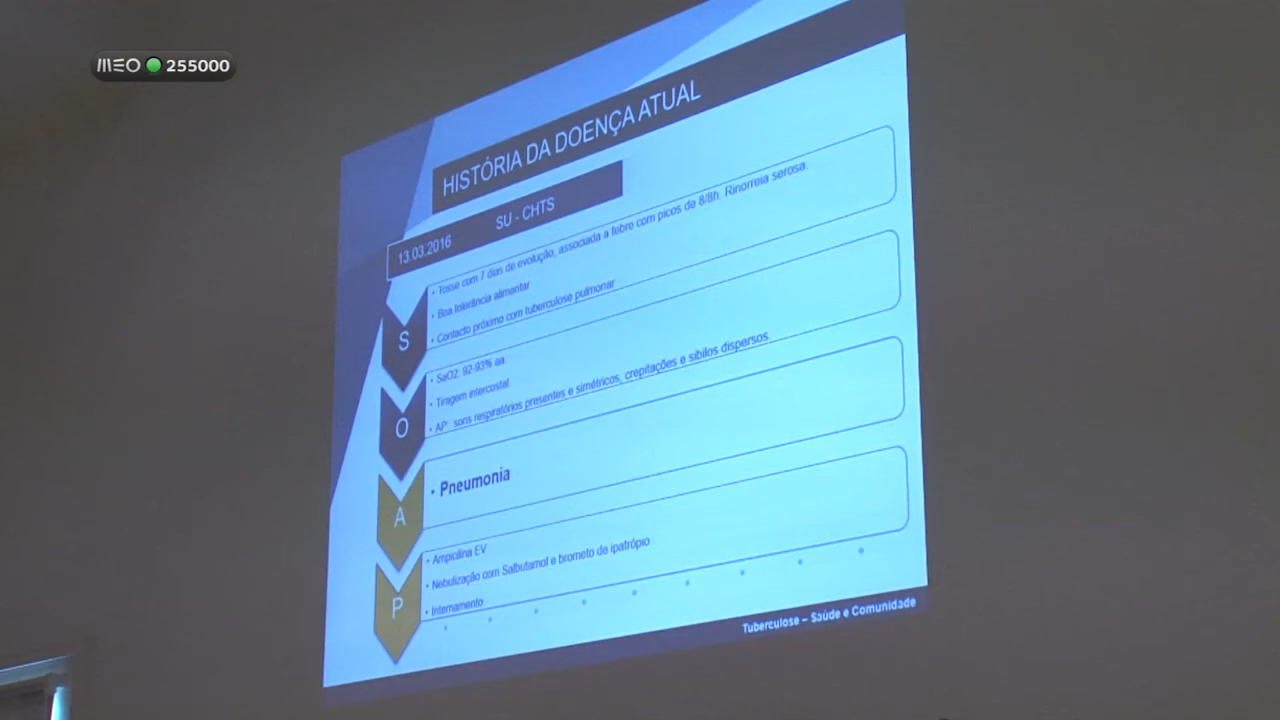 MEO 255000
HISTÓRIA DA DOENÇA ATUAL
13.03.2016 SU - CHTS
S
• Tosse com 7 dias de evolução, associada a febre com picos de 8/8h. Rinorreia serosa.
• Boa tolerância alimentar
• Contacto próximo com tuberculose pulmonar
O
• SaO2: 92-93% aa.
• Tiragem intercostal
• AP: sons respiratórios presentes e simétricos, crepitações e sibilos dispersos.
A
• Pneumonia
P
• Ampicilina EV
• Nebulização com Salbutamol e brometo de ipatrópio
• Internamento
Tuberculose – Saúde e Comunidade